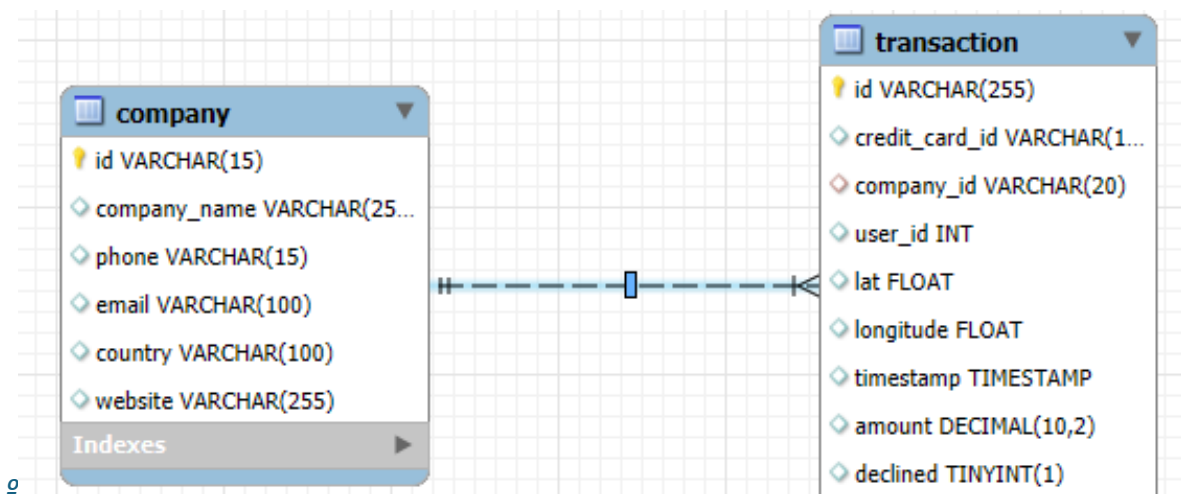 company
id VARCHAR(15)
company_name VARCHAR(25...
phone VARCHAR(15)
email VARCHAR(100)
country VARCHAR(100)
website VARCHAR(255)
Indexes
transaction
id VARCHAR(255)
credit_card_id VARCHAR(1...
company_id VARCHAR(20)
user_id INT
lat FLOAT
longitude FLOAT
timestamp TIMESTAMP
amount DECIMAL(10,2)
declined TINYINT(1)